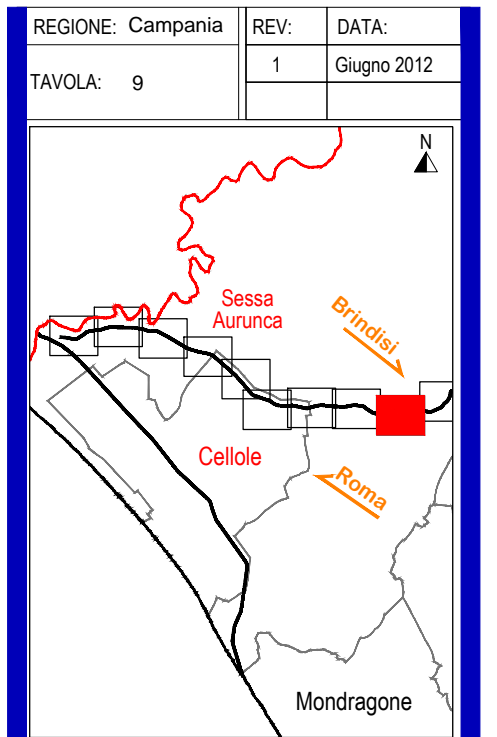 REGIONE: Campania
REV:
DATA:
TAVOLA: 9
1
Giugno 2012
N
Sessa
Aurunca
Brindisi
Cellole
Roma
Mondragone